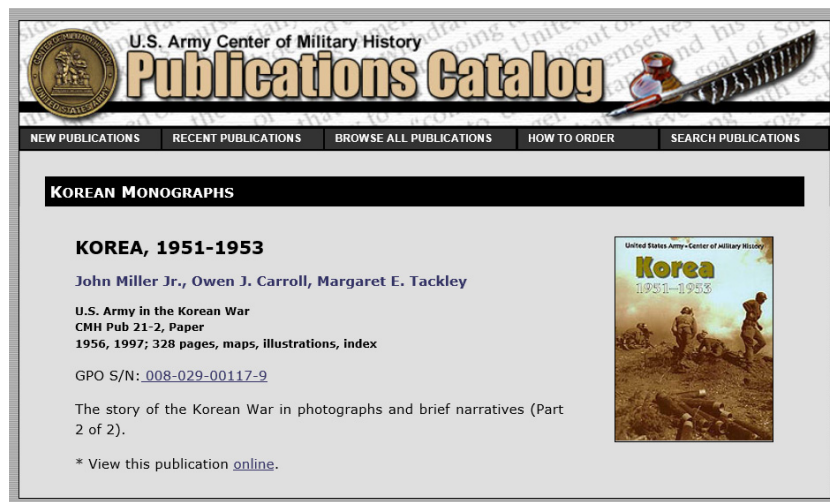 U.S. Army Center of Military History
Publications Catalog
NEW PUBLICATIONS RECENT PUBLICATIONS BROWSE ALL PUBLICATIONS HOW TO ORDER SEARCH PUBLICATIONS
KOREAN MONOGRAPHS
KOREA, 1951-1953
John Miller Jr., Owen J. Carroll, Margaret E. Tackley
U.S. Army in the Korean War
CMH Pub 21-2, Paper
1956, 1997; 328 pages, maps, illustrations, index
GPO S/N: 008-029-00117-9
The story of the Korean War in photographs and brief narratives (Part
2 of 2).
* View this publication online.
United States Army • Center of Military History
Korea
1951–1953